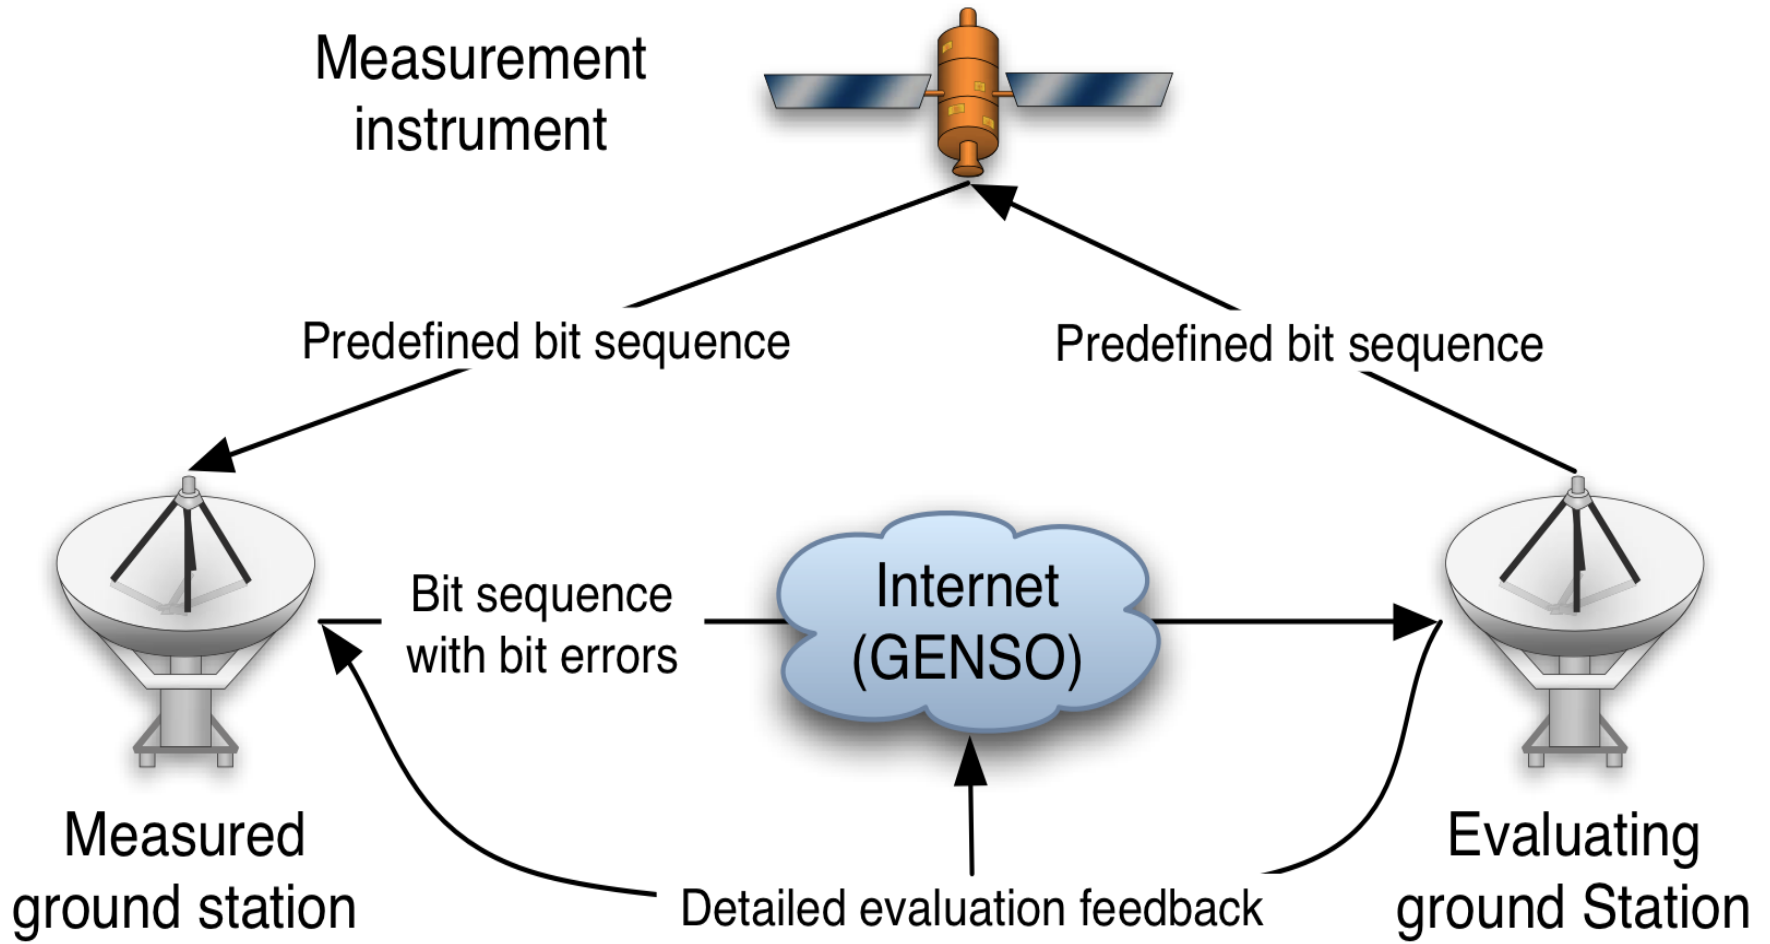 Measurement
instrument
Predefined bit sequence
Predefined bit sequence
Bit sequence
with bit errors
Internet
(GENSO)
Measured
ground station
Detailed evaluation feedback
Evaluating
ground Station